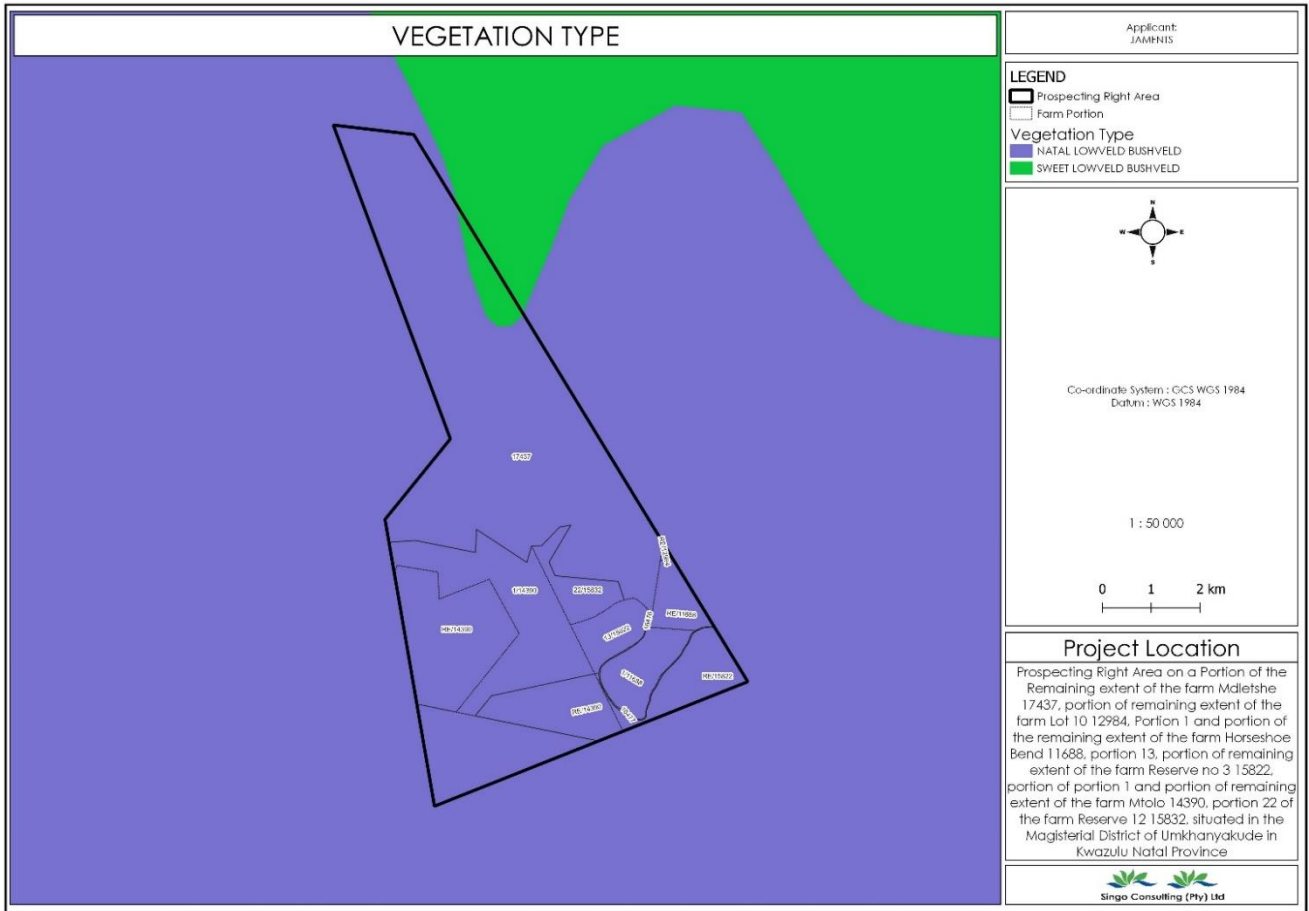 VEGETATION TYPE
Applicant:
JAMENTS
LEGEND
Prospecting Right Area
Farm Portion
Vegetation Type
NATAL LOWVELD BUSHVELD
SWEET LOWVELD BUSHVELD
N
W
E
S
Co-ordinate System : GCS WGS 1984
Datum : WGS 1984
1 : 50 000
0 1 2 km
Project Location
Prospecting Right Area on a Portion of the
Remaining extent of the farm Mdletshe
17437, portion of remaining extent of the
farm Lot 10 12984, Portion 1 and portion of
the remaining extent of the farm Horseshoe
Bend 11688, portion 13, portion of remaining
extent of the farm Reserve no 3 15822,
portion of portion 1 and portion of remaining
extent of the farm Mtolo 14390, portion 22 of
the farm Reserve 12 15832, situated in the
Magisterial District of Umkhanyakude in
Kwazulu Natal Province
Singo Consulting (Pty) Ltd
17437
1/14390
22/15832
RE/14390
13/15822
RE/11688
1/11688
RE/15822
RE/14390